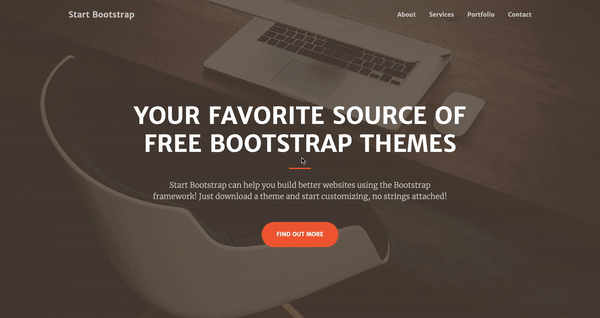 Start Bootstrap
About Services Portfolio Contact
YOUR FAVORITE SOURCE OF
FREE BOOTSTRAP THEMES
Start Bootstrap can help you build better websites using the Bootstrap
framework! Just download a theme and start customizing, no strings attached!
FIND OUT MORE